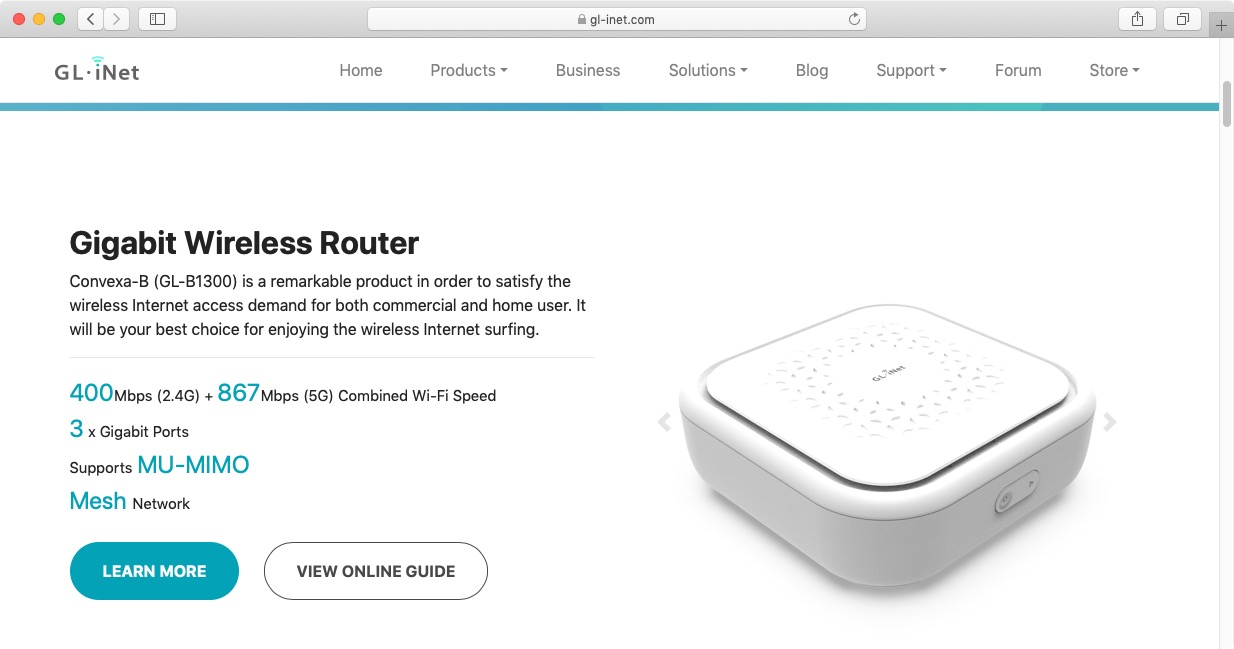 gl-inet.com
GL·iNet
Home Products Business Solutions Blog Support Forum Store
Gigabit Wireless Router
Convexa-B (GL-B1300) is a remarkable product in order to satisfy the
wireless Internet access demand for both commercial and home user. It
will be your best choice for enjoying the wireless Internet surfing.
400Mbps (2.4G) + 867Mbps (5G) Combined Wi-Fi Speed
3 x Gigabit Ports
Supports MU-MIMO
Mesh Network
LEARN MORE VIEW ONLINE GUIDE
GL·iNet